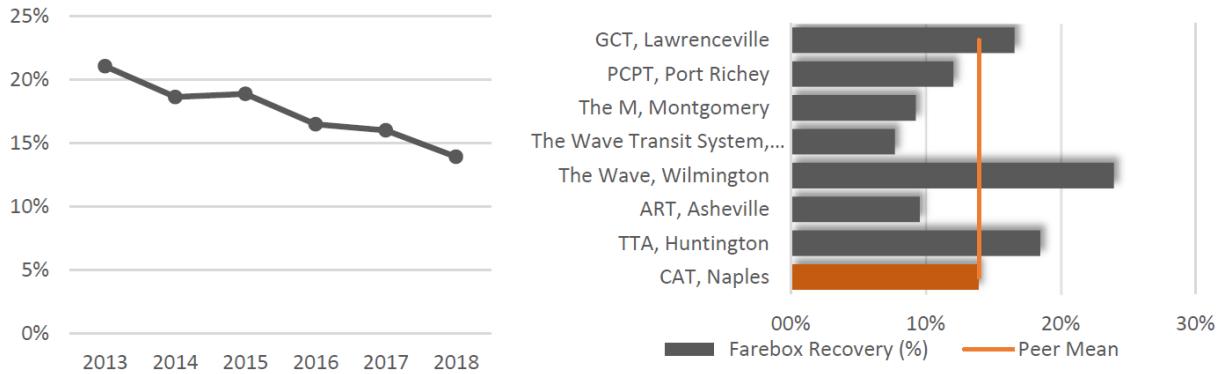 25%
20%
15%
10%
5%
0%
2013 2014 2015 2016 2017 2018
GCT, Lawrenceville
PCPT, Port Richey
The M, Montgomery
The Wave Transit System,...
The Wave, Wilmington
ART, Asheville
TTA, Huntington
CAT, Naples
00% 10% 20% 30%
Farebox Recovery (%) Peer Mean